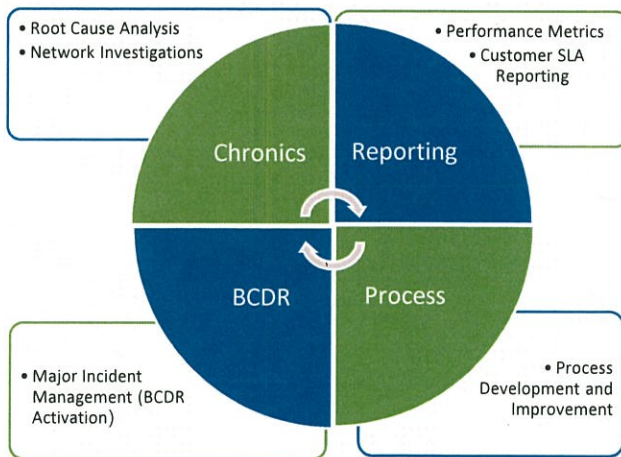 • Root Cause Analysis
• Network Investigations
• Performance Metrics
• Customer SLA
Reporting
Chronics
Reporting
BCDR
Process
• Major Incident
Management (BCDR
Activation)
• Process
Development and
Improvement